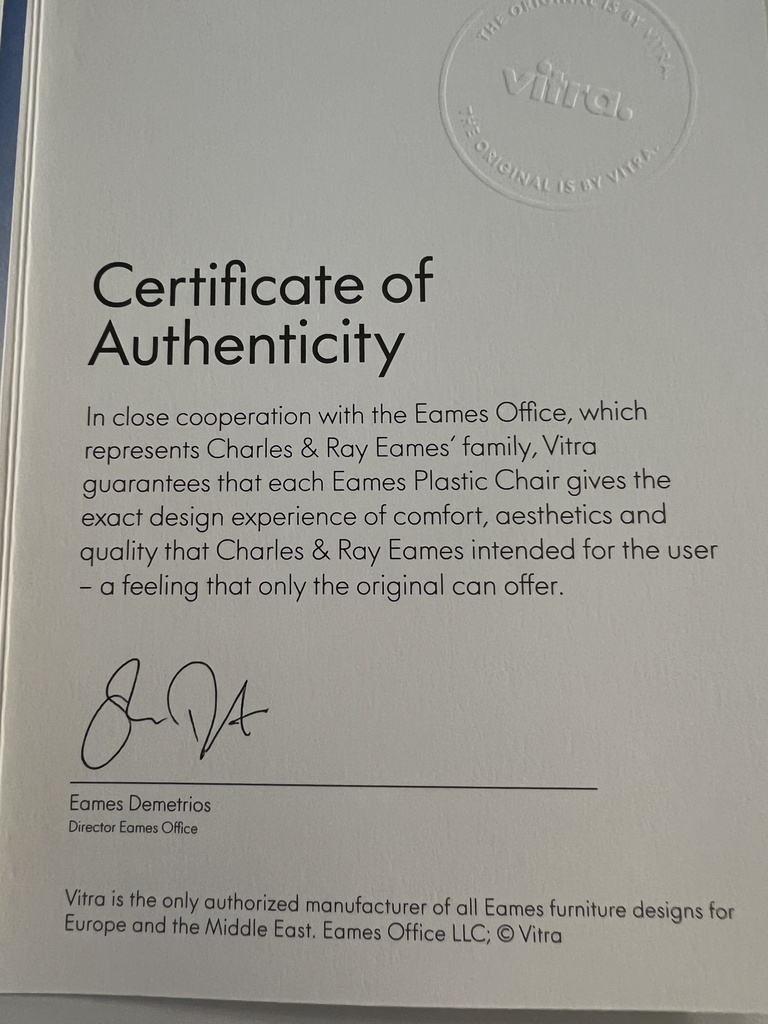 THE ORIGINAL IS BY VITRA.
vitra.
THE ORIGINAL IS BY VITRA.
Certificate of
Authenticity
In close cooperation with the Eames Office, which
represents Charles & Ray Eames´ family, Vitra
guarantees that each Eames Plastic Chair gives the
exact design experience of comfort, aesthetics and
quality that Charles & Ray Eames intended for the user
– a feeling that only the original can offer.
Eames Demetrios
Director Eames Office
Vitra is the only authorized manufacturer of all Eames furniture designs for
Europe and the Middle East. Eames Office LLC; © Vitra